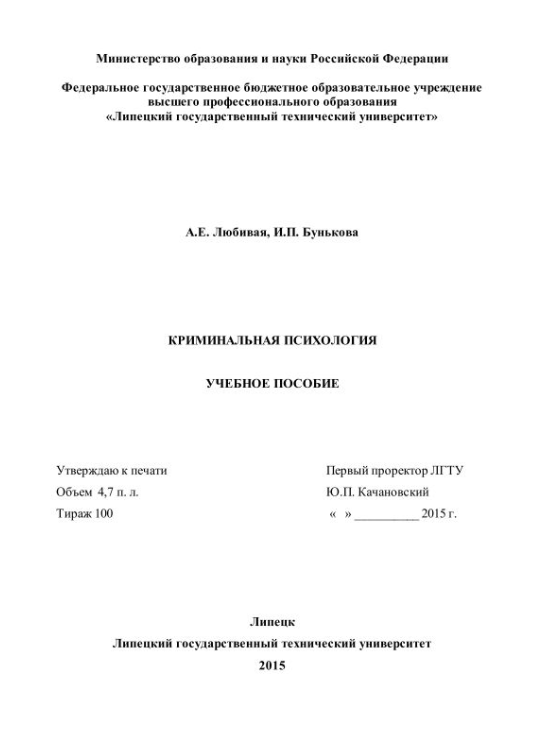 Министерство образования и науки Российской Федерации
Федеральное государственное бюджетное образовательное учреждение
высшего профессионального образования
«Липецкий государственный технический университет»
А.Е. Любивая, И.П. Бунькова
КРИМИНАЛЬНАЯ ПСИХОЛОГИЯ
УЧЕБНОЕ ПОСОБИЕ
Утверждаю к печати Первый проректор ЛГТУ
Объем 4,7 п. л. Ю.П. Качановский
Тираж 100 « » __________ 2015 г.
Липецк
Липецкий государственный технический университет
2015